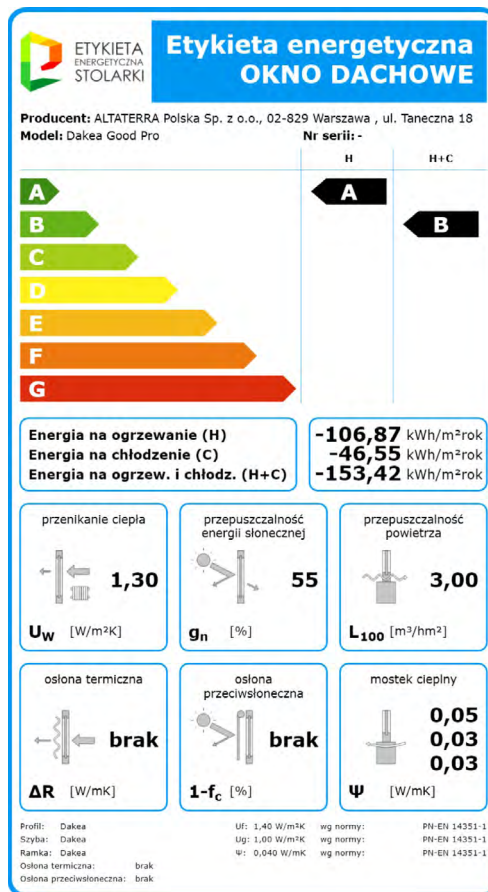 ETYKIETA
ENERGETYCZNA
STOLARKI
Etykieta energetyczna
OKNO DACHOWE
Producent: ALTATERRA Polska Sp. z o.o., 02-829 Warszawa , ul. Taneczna 18
Model: Dakea Good Pro Nr serii: -
H H+C
A A
B B
C
D
E
F
G
Energia na ogrzewanie (H) -106,87 kWh/m²rok
Energia na chłodzenie (C) -46,55 kWh/m²rok
Energia na ogrzew. i chłodz. (H+C) -153,42 kWh/m²rok
przenikanie ciepła
1,30
Uw [W/m²K]
przepuszczalność
energii słonecznej
55
gn [%]
przepuszczalność
powietrza
3,00
L100 [m³/hm²]
osłona termiczna
brak
ΔR [W/mK]
osłona
przeciwsłoneczna
brak
1-fc [%]
mostek cieplny
0,05
0,03
0,03
Ψ [W/mK]
Profil: Dakea Uf: 1,40 W/m²K wg normy: PN-EN 14351-1
Szyba: Dakea Ug: 1,00 W/m²K wg normy: PN-EN 14351-1
Ramka: Dakea Ψ: 0,040 W/mK wg normy: PN-EN 14351-1
Osłona termiczna: brak
Osłona przeciwsłoneczna: brak